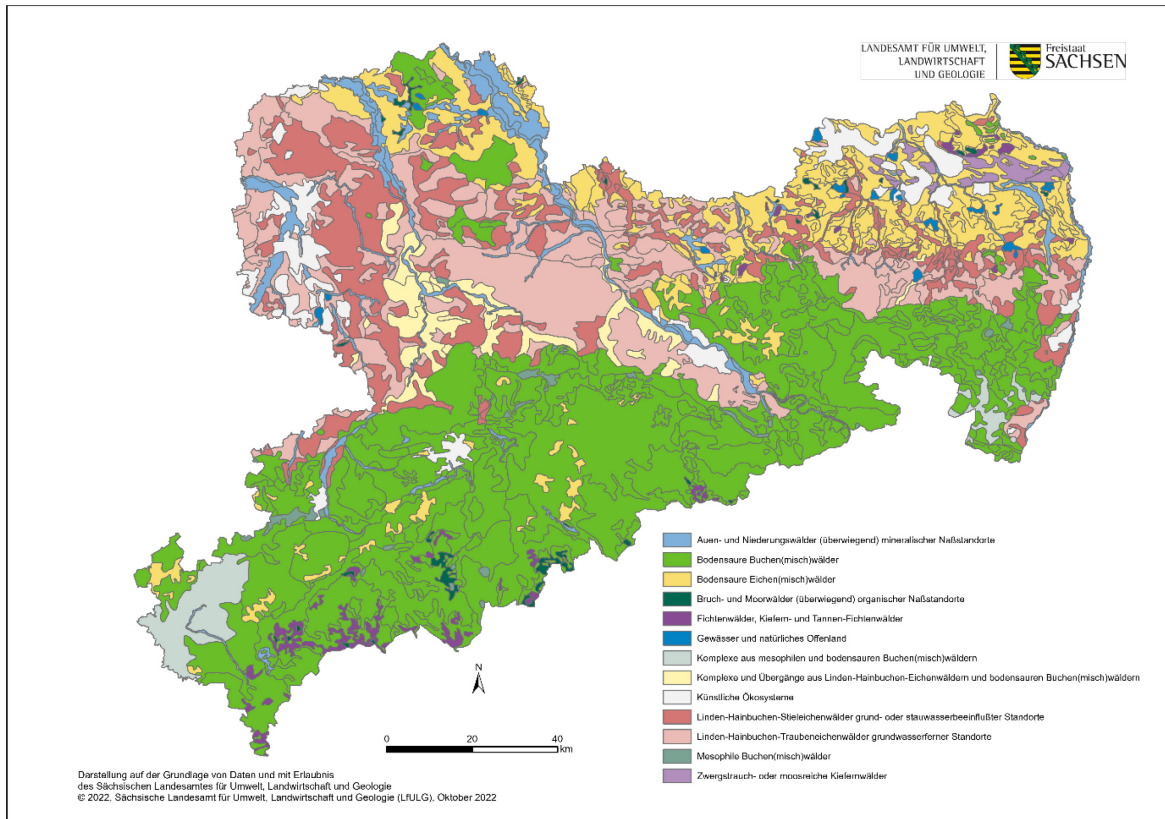 LANDESAMT FÜR UMWELT,
LANDWIRTSCHAFT
UND GEOLOGIE
Freistaat
SACHSEN
Auen- und Niederungswälder (überwiegend) mineralischer Naßstandorte
Bodensaure Buchen(misch)wälder
Bodensaure Eichen(misch)wälder
Bruch- und Moorwälder (überwiegend) organischer Naßstandorte
Fichtenwälder, Kiefern- und Tannen-Fichtenwälder
Gewässer und natürliches Offenland
Komplexe aus mesophilen und bodensauren Buchen(misch)wäldern
Komplexe und Übergänge aus Linden-Hainbuchen-Eichenwäldern und bodensauren Buchen(misch)wäldern
Künstliche Ökosysteme
Linden-Hainbuchen-Stieleichenwälder grund- oder stauwasserbeeinflußter Standorte
Linden-Hainbuchen-Traubeneichenwälder grundwasserferner Standorte
Mesophile Buchen(misch)wälder
Zwergstrauch- oder moosreiche Kiefernwälder
N
0 20 40
km
Darstellung auf der Grundlage von Daten und mit Erlaubnis
des Sächsischen Landesamtes für Umwelt, Landwirtschaft und Geologie
© 2022, Sächsische Landesamt für Umwelt, Landwirtschaft und Geologie (LfULG), Oktober 2022